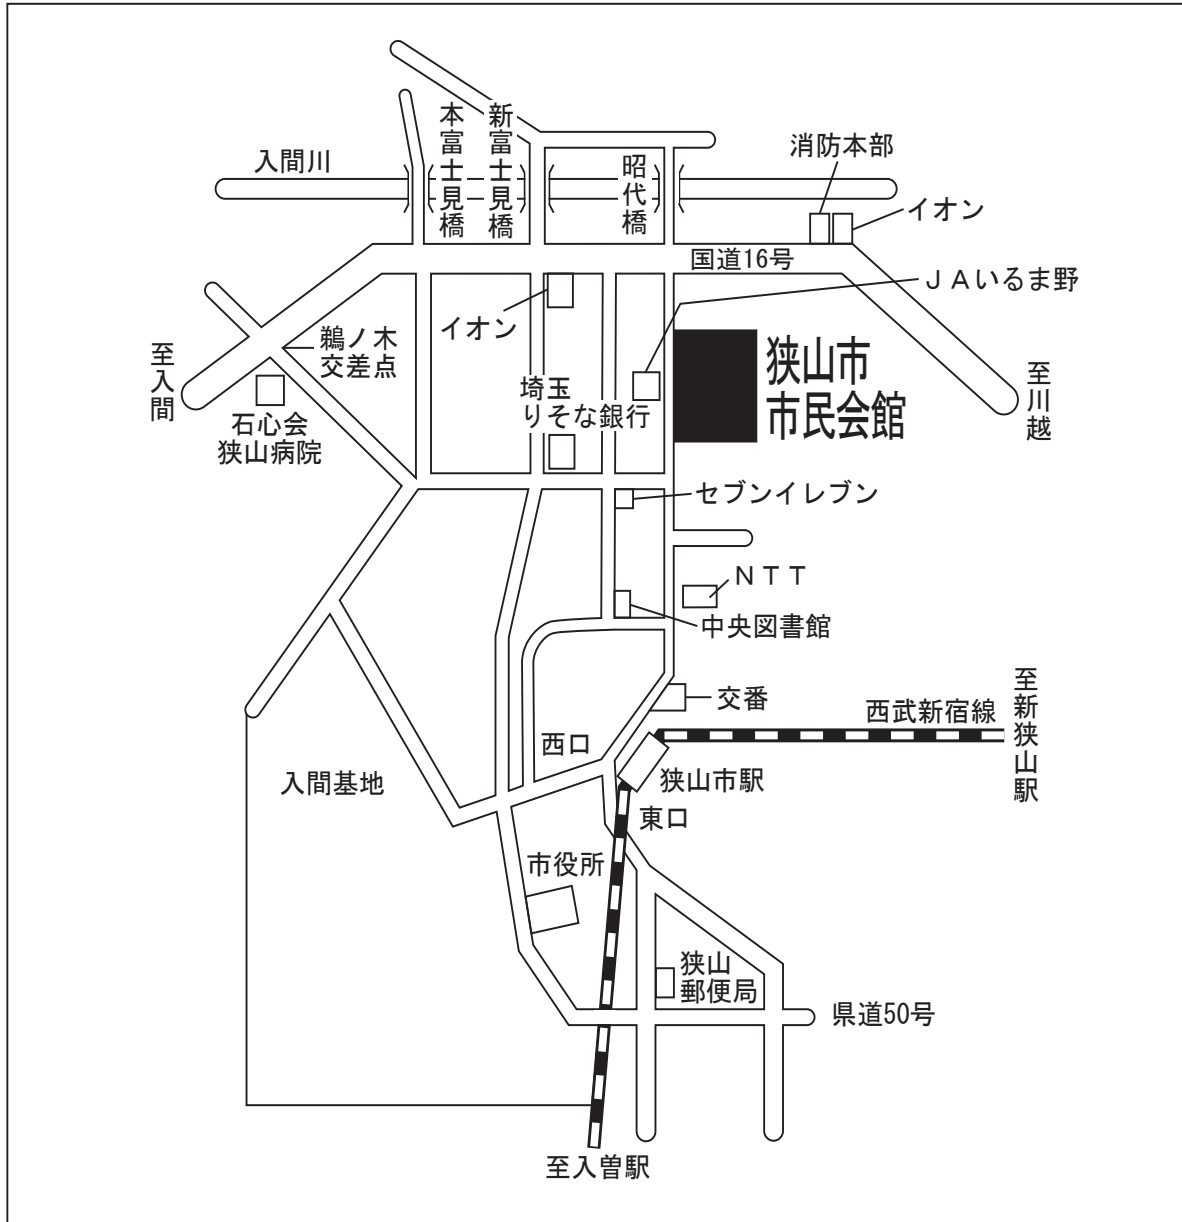 本富士見橋
新富士見橋
昭代橋
消防本部
入間川
イオン
国道16号
ＪＡいるま野
イオン
鵜ノ木
交差点
至入間
狭山市
市民会館
至川越
埼玉
りそな銀行
石心会
狭山病院
セブンイレブン
ＮＴＴ
中央図書館
交番
西武新宿線
至新狭山駅
西口
狭山市駅
入間基地
東口
市役所
狭山
郵便局
県道50号
至入曽駅